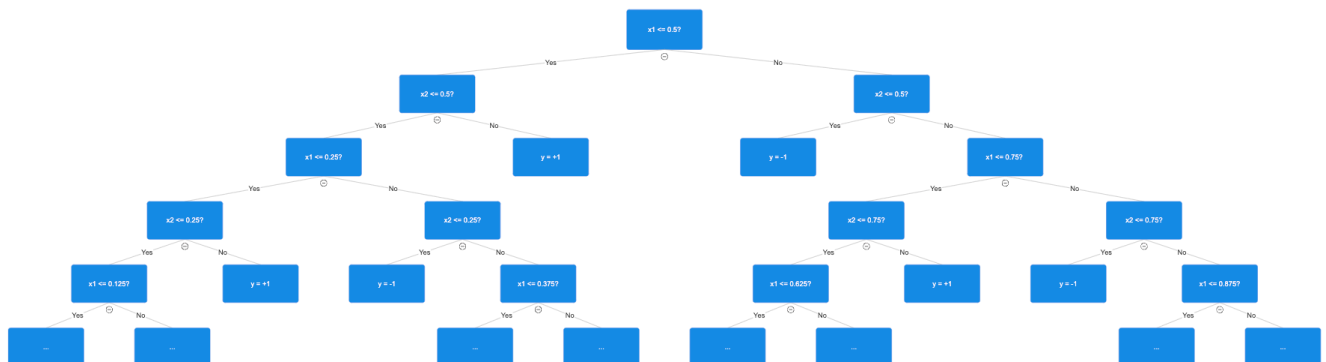 x1 <= 0.5?
Yes
No
x2 <= 0.5?
x2 <= 0.5?
Yes
No
Yes
No
x1 <= 0.25?
y = +1
y = -1
x1 <= 0.75?
Yes
No
Yes
No
x2 <= 0.25?
x2 <= 0.25?
x2 <= 0.75?
x2 <= 0.75?
Yes
No
Yes
No
Yes
No
Yes
No
x1 <= 0.125?
y = +1
y = -1
x1 <= 0.375?
x1 <= 0.625?
y = +1
y = -1
x1 <= 0.875?
Yes
No
Yes
No
Yes
No
Yes
No
...
...
...
...
...
...
...
...